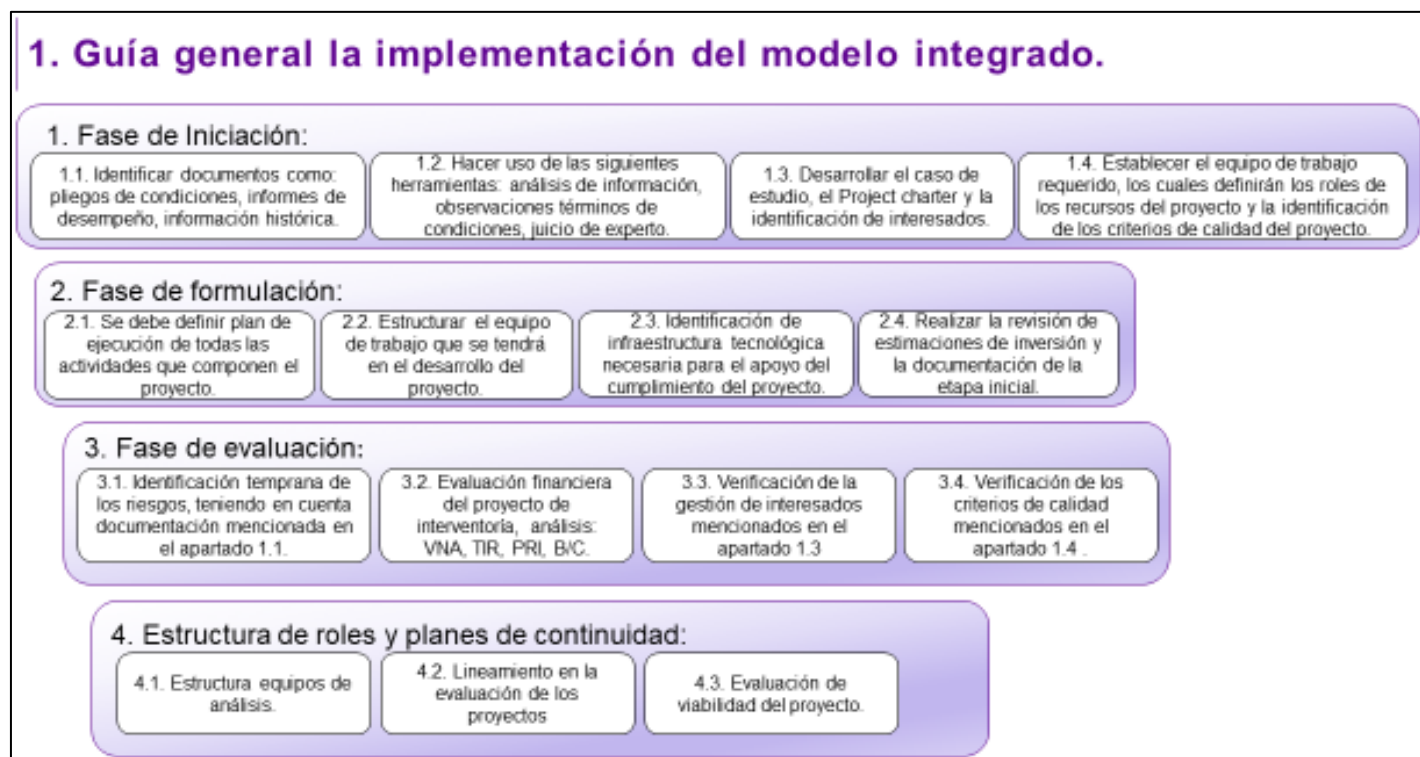 1. Guía general la implementación del modelo integrado.
1. Fase de Iniciación:
1.1. Identificar documentos como:
pliegos de condiciones, informes de
desempeño, información histórica.
1.2. Hacer uso de las siguientes
herramientas: análisis de información,
observaciones términos de
condiciones, juicio de experto.
1.3. Desarrollar el caso de
estudio, el Project charter y la
identificación de interesados.
1.4. Establecer el equipo de trabajo
requerido, los cuales definirán los roles de
los recursos del proyecto y la identificación
de los criterios de calidad del proyecto.
2. Fase de formulación:
2.1. Se debe definir plan de
ejecución de todas las
actividades que componen el
proyecto.
2.2. Estructurar el equipo
de trabajo que se tendrá
en el desarrollo del
proyecto.
2.3. Identificación de
infraestructura tecnológica
necesaria para el apoyo del
cumplimiento del proyecto.
2.4. Realizar la revisión de
estimaciones de inversión y
la documentación de la
etapa inicial.
3. Fase de evaluación:
3.1. Identificación temprana de
los riesgos, teniendo en cuenta
documentación mencionada en
el apartado 1.1.
3.2. Evaluación financiera
del proyecto de
interventoría, análisis:
VNA, TIR, PRI, B/C.
3.3. Verificación de la
gestión de interesados
mencionados en el
apartado 1.3
3.4. Verificación de los
criterios de calidad
mencionados en el
apartado 1.4 .
4. Estructura de roles y planes de continuidad:
4.1. Estructura equipos de
análisis.
4.2. Lineamiento en la
evaluación de los
proyectos
4.3. Evaluación de
viabilidad del proyecto.